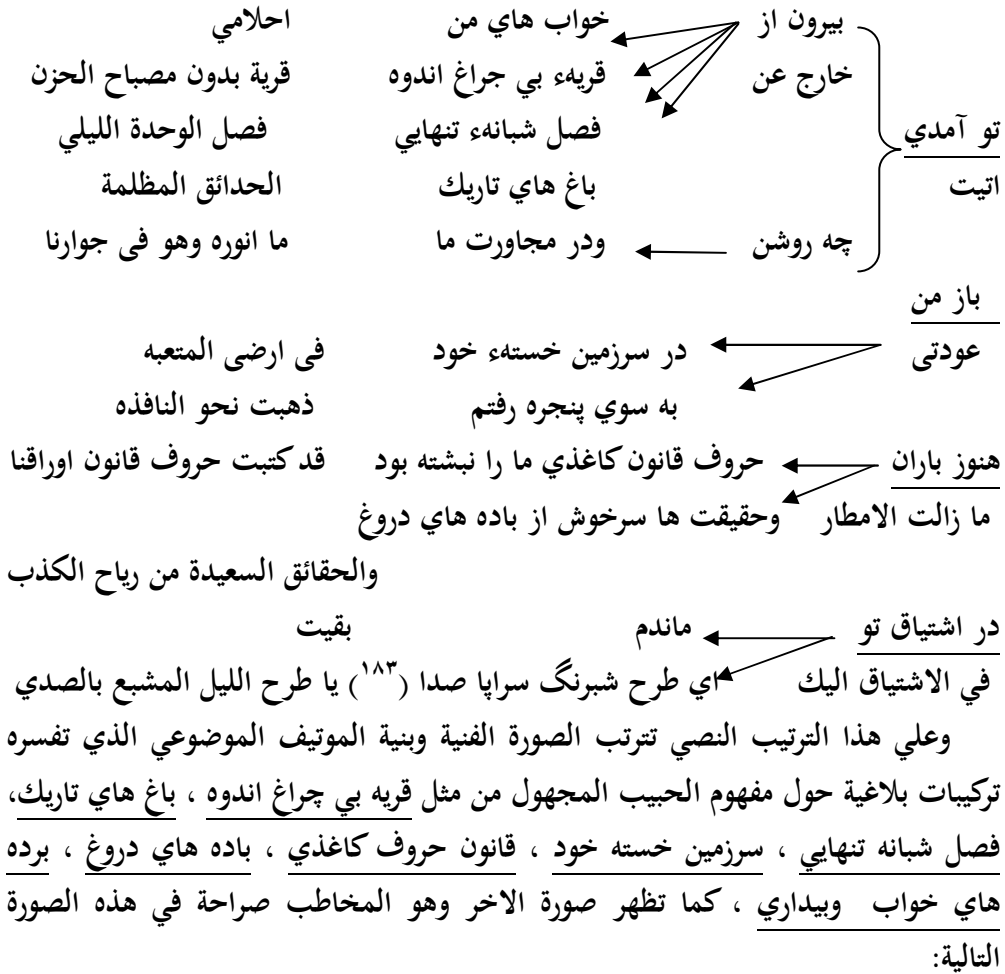 بيرون از خواب هاي من احلامي
خارج عن قريهء بي جراغ اندوه قرية بدون مصباح الحزن
تو آمدي فصل شبانهء تنهايي فصل الوحدة الليلي
اتيت باغ هاي تاريك الحدائق المظلمة
چه روشن ودر مجاورت ما ما انوره وهو فى جوارنا
باز من
عودتى در سرزمين خستهء خود فى ارضى المتعبه
به سوي پنجره رفتم ذهبت نحو النافذه
هنوز باران حروف قانون كاغذي ما را نبشته بود قد كتبت حروف قانون اوراقنا
ما زالت الامطار وحقيقت ها سرخوش از باده هاي دروغ
والحقائق السعيدة من رياح الكذب
در اشتياق تو ماندم بقيت
في الاشتياق اليك اي طرح شبرنگ سراپا صدا (١٨٣) يا طرح الليل المشبع بالصدي
وعلي هذا الترتيب النصي تترتب الصورة الفنية وبنية الموتيف الموضوعي الذي تفسره
تركيبات بلاغية حول مفهوم الحبيب المجهول من مثل قريه بي چراغ اندوه ، باغ هاي تاريك،
فصل شبانه تنهايي ، سرزمين خسته خود ، قانون حروف كاغذي ، باده هاي دروغ ، برده
هاي خواب وبيداري ، كما تظهر صورة الاخر وهو المخاطب صراحة في هذه الصورة
التالية: